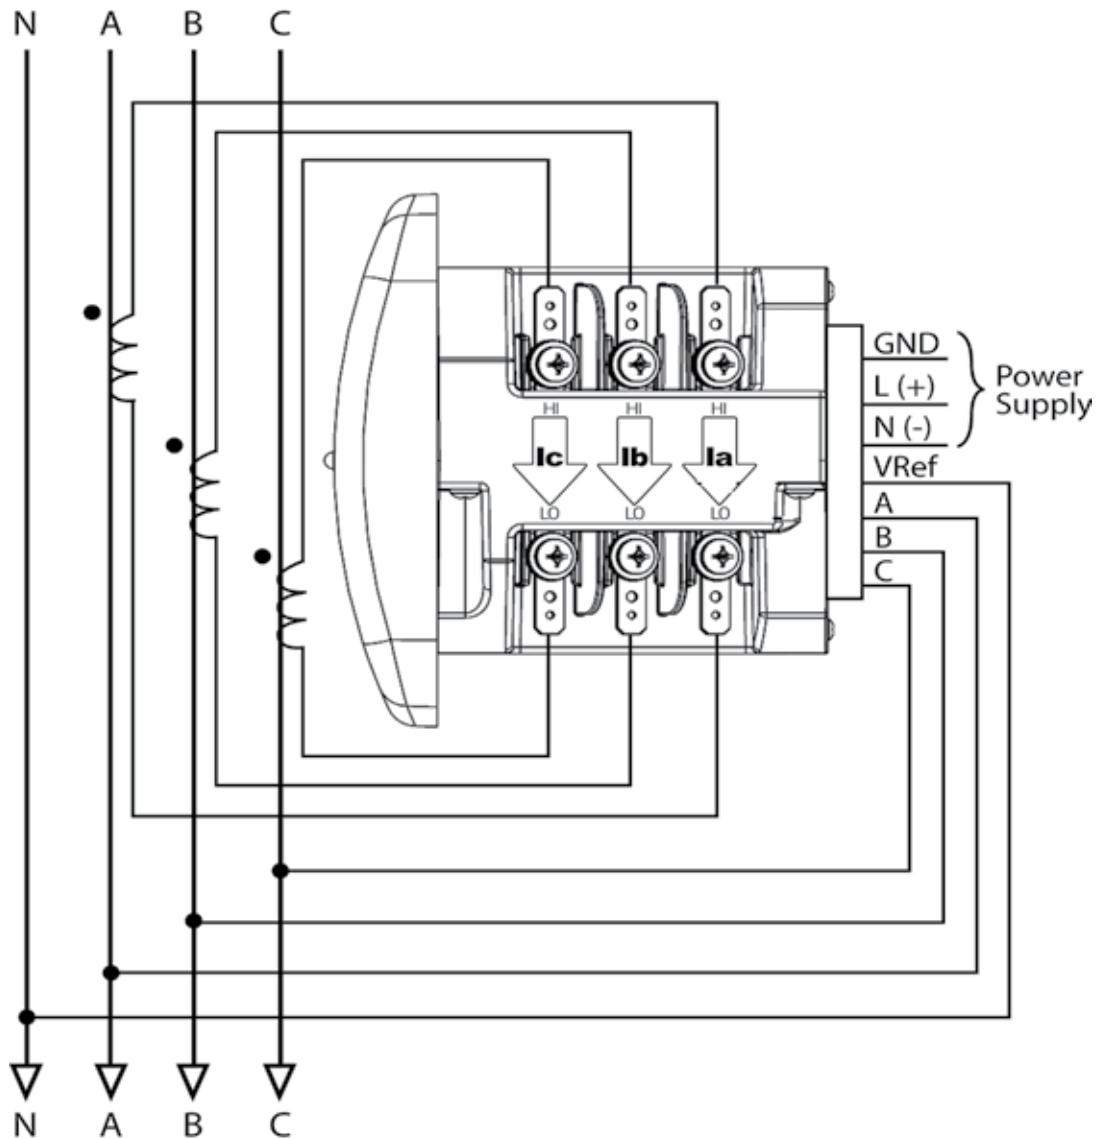 N A B C
GND
L (+)
N (-)
Power
Supply
VRef
A
B
C
HI HI HI
Ic Ib Ia
LO LO LO
N A B C